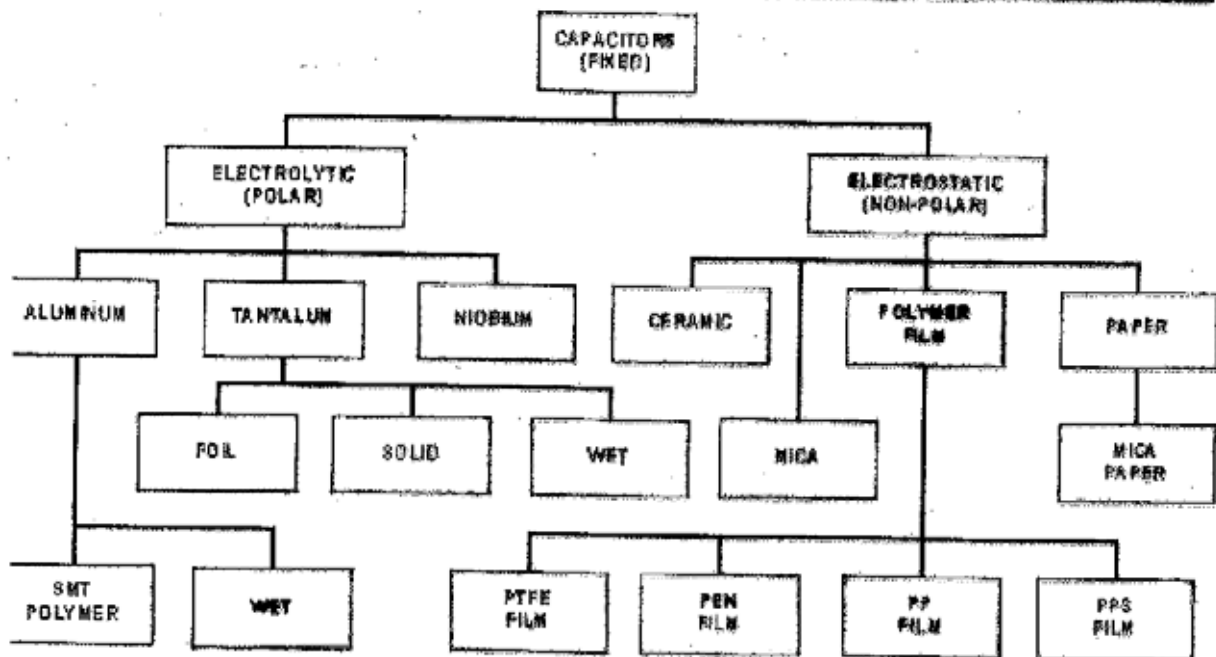 CAPACITORS
(FIXED)
ELECTROLYTIC
(POLAR)
ELECTROSTATIC
(NON-POLAR)
ALUMINUM
TANTALUM
NIOBIUM
CERAMIC
POLYMER
FILM
PAPER
FOIL
SOLID
WET
MICA
MICA
PAPER
SMT
POLYMER
WET
PTFE
FILM
PEN
FILM
PP
FILM
PPS
FILM